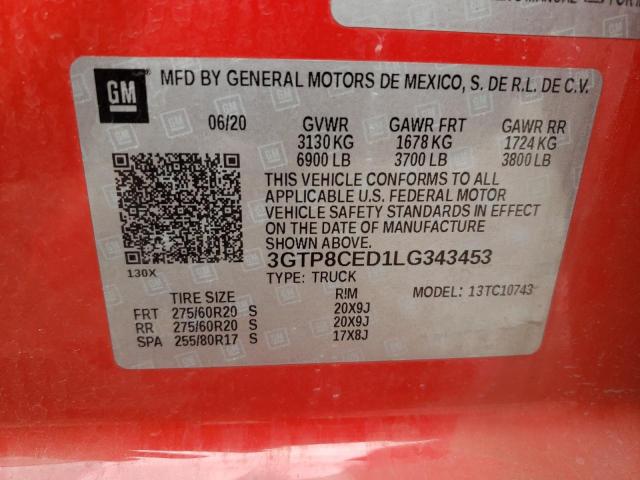 GM
MFD BY GENERAL MOTORS DE MEXICO, S. DE R.L. DE C.V.
06/20 GVWR GAWR FRT GAWR RR
3130 KG 1678 KG 1724 KG
6900 LB 3700 LB 3800 LB
THIS VEHICLE CONFORMS TO ALL
APPLICABLE U.S. FEDERAL MOTOR
VEHICLE SAFETY STANDARDS IN EFFECT
ON THE DATE OF MANUFACTURE
SHOWN ABOVE.
130X
3GTP8CED1LG343453
TYPE: TRUCK
TIRE SIZE RIM MODEL: 13TC10743
FRT 275/60R20 S 20X9J
RR 275/60R20 S 20X9J
SPA 255/80R17 S 17X8J